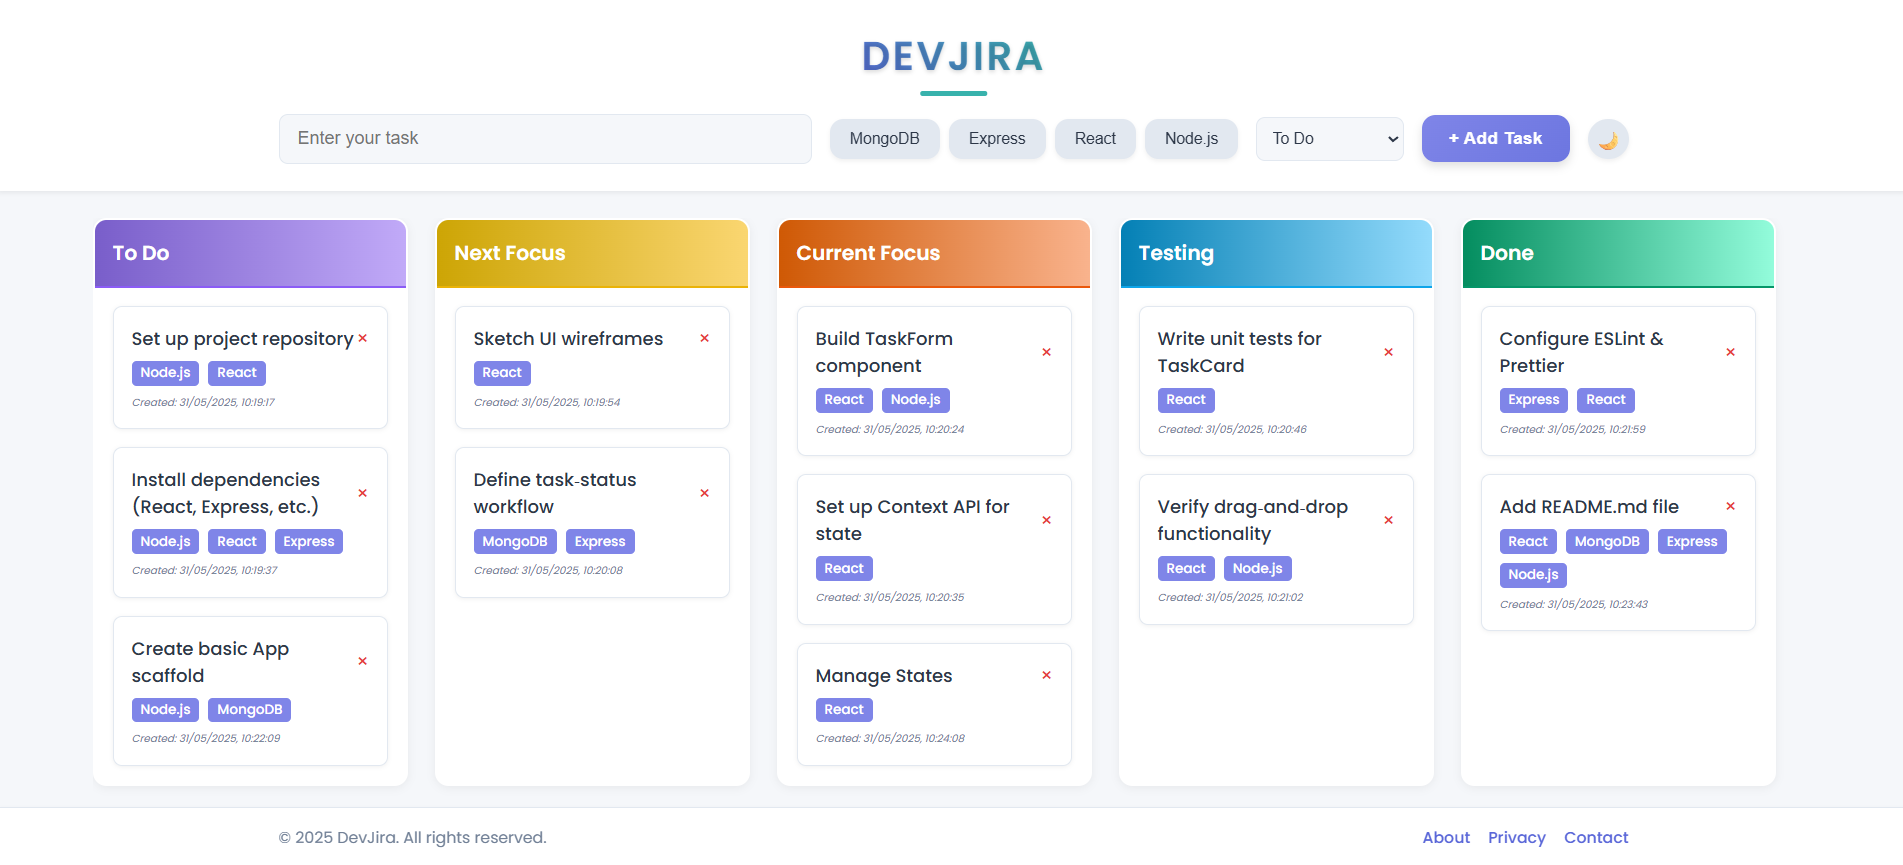 DEVJIRA
Enter your task
MongoDB
Express
React
Node.js
To Do
+ Add Task
To Do
Set up project repository ×
Node.js React
Created: 31/05/2025, 10:19:17
Install dependencies
(React, Express, etc.) ×
Node.js React Express
Created: 31/05/2025, 10:19:37
Create basic App
scaffold ×
Node.js MongoDB
Created: 31/05/2025, 10:22:09
Next Focus
Sketch UI wireframes ×
React
Created: 31/05/2025, 10:19:54
Define task-status
workflow ×
MongoDB Express
Created: 31/05/2025, 10:20:08
Current Focus
Build TaskForm
component ×
React Node.js
Created: 31/05/2025, 10:20:24
Set up Context API for
state ×
React
Created: 31/05/2025, 10:20:35
Manage States ×
React
Created: 31/05/2025, 10:24:08
Testing
Write unit tests for
TaskCard ×
React
Created: 31/05/2025, 10:20:46
Verify drag-and-drop
functionality ×
React Node.js
Created: 31/05/2025, 10:21:02
Done
Configure ESLint &
Prettier ×
Express React
Created: 31/05/2025, 10:21:59
Add README.md file ×
React MongoDB Express
Node.js
Created: 31/05/2025, 10:23:43
© 2025 DevJira. All rights reserved.
About Privacy Contact